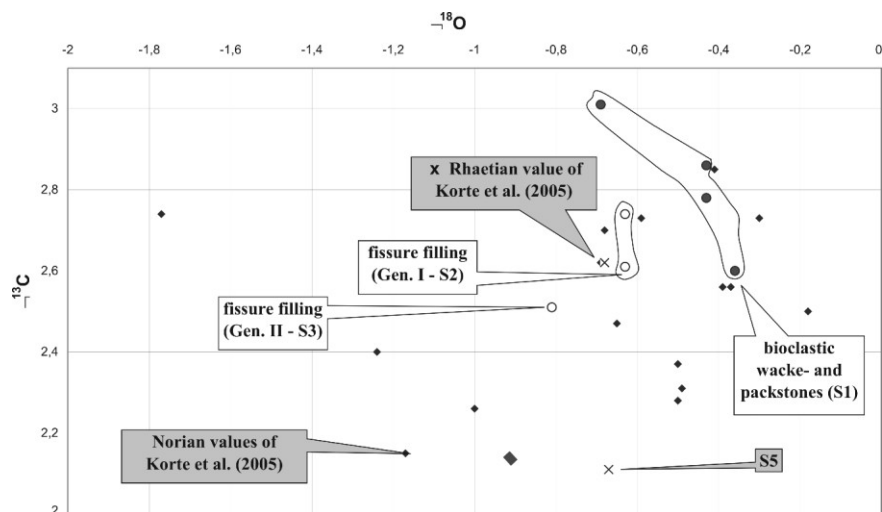 ¬18O
-2 -1,8 -1,6 -1,4 -1,2 -1 -0,8 -0,6 -0,4 -0,2 0
¬13C
3
2,8
2,6
2,4
2,2
2
x Rhaetian value of
Korte et al. (2005)
fissure filling
(Gen. I - S2)
fissure filling
(Gen. II - S3)
bioclastic
wacke- and
packstones (S1)
Norian values of
Korte et al. (2005)
S5